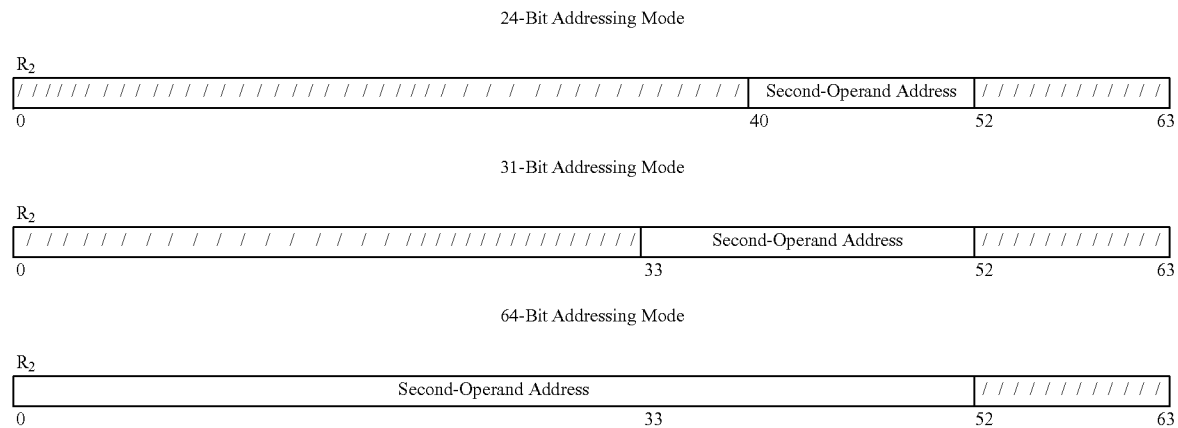 24-Bit Addressing Mode
R2
/ / / / / / / / / / / / / / / / / / / / / / / / / / / / / / / / / / / / / / / / / Second-Operand Address / / / / / / / / / / / /
0 40 52 63
31-Bit Addressing Mode
R2
/ / / / / / / / / / / / / / / / / / / / / / / / / / / / / / / / / Second-Operand Address / / / / / / / / / / / /
0 33 52 63
64-Bit Addressing Mode
R2
Second-Operand Address / / / / / / / / / / / /
0 33 52 63